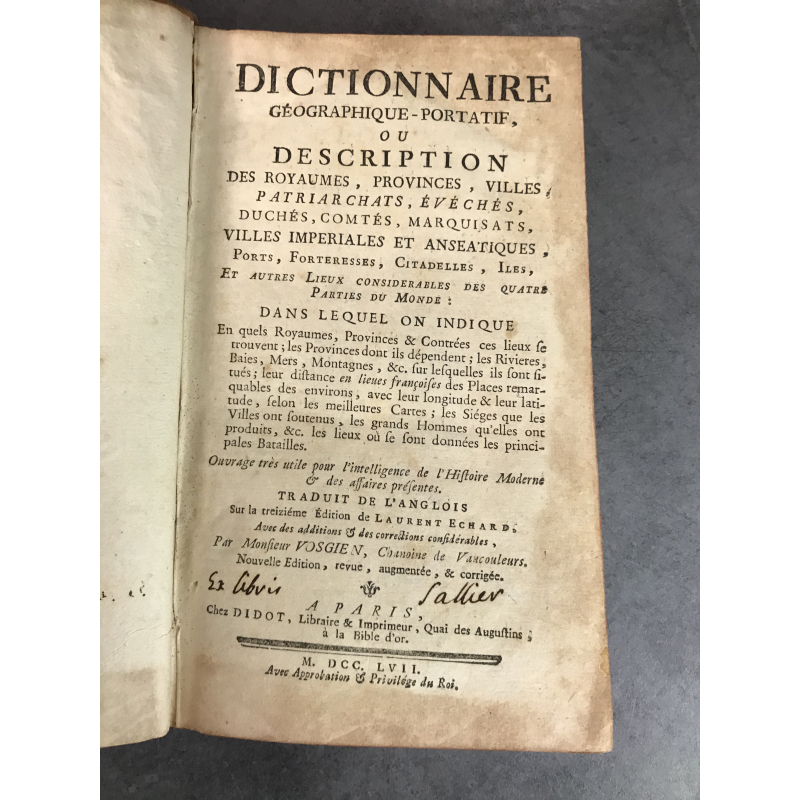 DICTIONNAIRE
GÉOGRAPHIQUE-PORTATIF,
OU
DESCRIPTION
DES ROYAUMES, PROVINCES, VILLES,
PATRIARCHATS, ÉVÉCHÉS,
DUCHÉS, COMTÉS, MARQUISATS,
VILLES IMPERIALES ET ANSEATIQUES,
PORTS, FORTERESSES, CITADELLES, ILES,
ET AUTRES LIEUX CONSIDERABLES DES QUATRE
PARTIES DU MONDE :
DANS LEQUEL ON INDIQUE
En quels Royaumes, Provinces & Contrées ces lieux ſe
trouvent ; les Provinces dont ils dépendent ; les Rivieres,
Baies, Mers, Montagnes, &c. ſur leſquelles ils ſont ſi-
tués ; leur diſtance en lieues françoiſes des Places remar-
quables des environs, avec leur longitude & leur lati-
tude, ſelon les meilleures Cartes ; les Siéges que les
Villes ont ſoutenus, les grands Hommes qu'elles ont
produits, &c. les lieux où ſe ſont données les princi-
pales Batailles.
Ouvrage très utile pour l'intelligence de l'Hiſtoire Moderne
& des affaires préſentes.
TRADUIT DE L'ANGLOIS
Sur la treiziéme Édition de LAURENT ECHARD,
Avec des additions & des corrections conſidérables,
Par Monſieur VOSGIEN, Chanoine de Vaucouleurs.
Nouvelle Edition, revue, augmentée, & corrigée.
Ex libris Sallier
A PARIS,
Chez DIDOT, Libraire & Imprimeur, Quai des Auguſtins,
à la Bible d'or.
M. DCC. LVII.
Avec Approbation & Privilége du Roi.